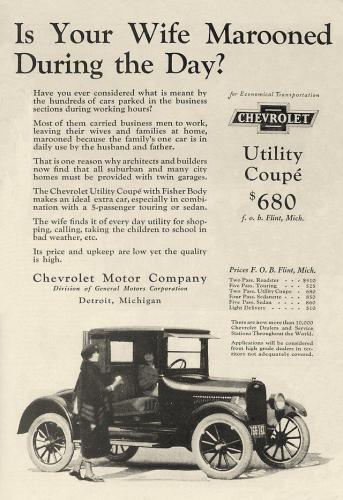 Is Your Wife Marooned
During the Day?
Have you ever considered what is meant by
the hundreds of cars parked in the business
sections during working hours?
Most of them carried business men to work,
leaving their wives and families at home,
marooned because the family's one car is in
daily use by the husband and father.
That is one reason why architects and builders
now find that all suburban and many city
homes must be provided with twin garages.
The Chevrolet Utility Coupé with Fisher Body
makes an ideal extra car, especially in combi-
nation with a 5-passenger touring or sedan.
The wife finds it of every day utility for shop-
ping, calling, taking the children to school in
bad weather, etc.
Its price and upkeep are low yet the quality
is high.
Chevrolet Motor Company
Division of General Motors Corporation
Detroit, Michigan
for Economical Transportation
CHEVROLET
Utility
Coupé
$680
f. o. b. Flint, Mich.
Prices F. O. B. Flint, Mich.
Two Pass. Roadster - - - $510
Five Pass. Touring - - - 525
Two Pass. Utility Coupe - 680
Four Pass. Sedanette - - 850
Five Pass. Sedan - - - 860
Light Delivery - - - - 510
There are now more than 10,000
Chevrolet Dealers and Service
Stations Throughout the World.
Applications will be considered
from high grade dealers in ter-
ritory not adequately covered.